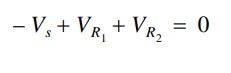 − V_s + V_{R_1} + V_{R_2} = 0